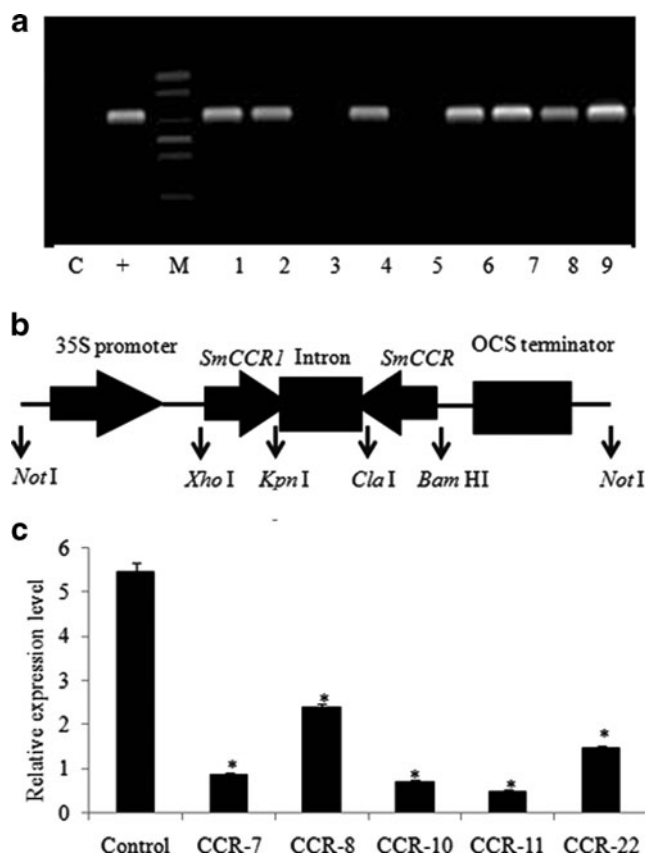 a
C + M 1 2 3 4 5 6 7 8 9
b
35S promoter SmCCR1 Intron SmCCR OCS terminator
Not I Xho I Kpn I Cla I Bam HI Not I
c
Relative expression level
6
5
4
3
2
1
0
* * * * *
Control CCR-7 CCR-8 CCR-10 CCR-11 CCR-22